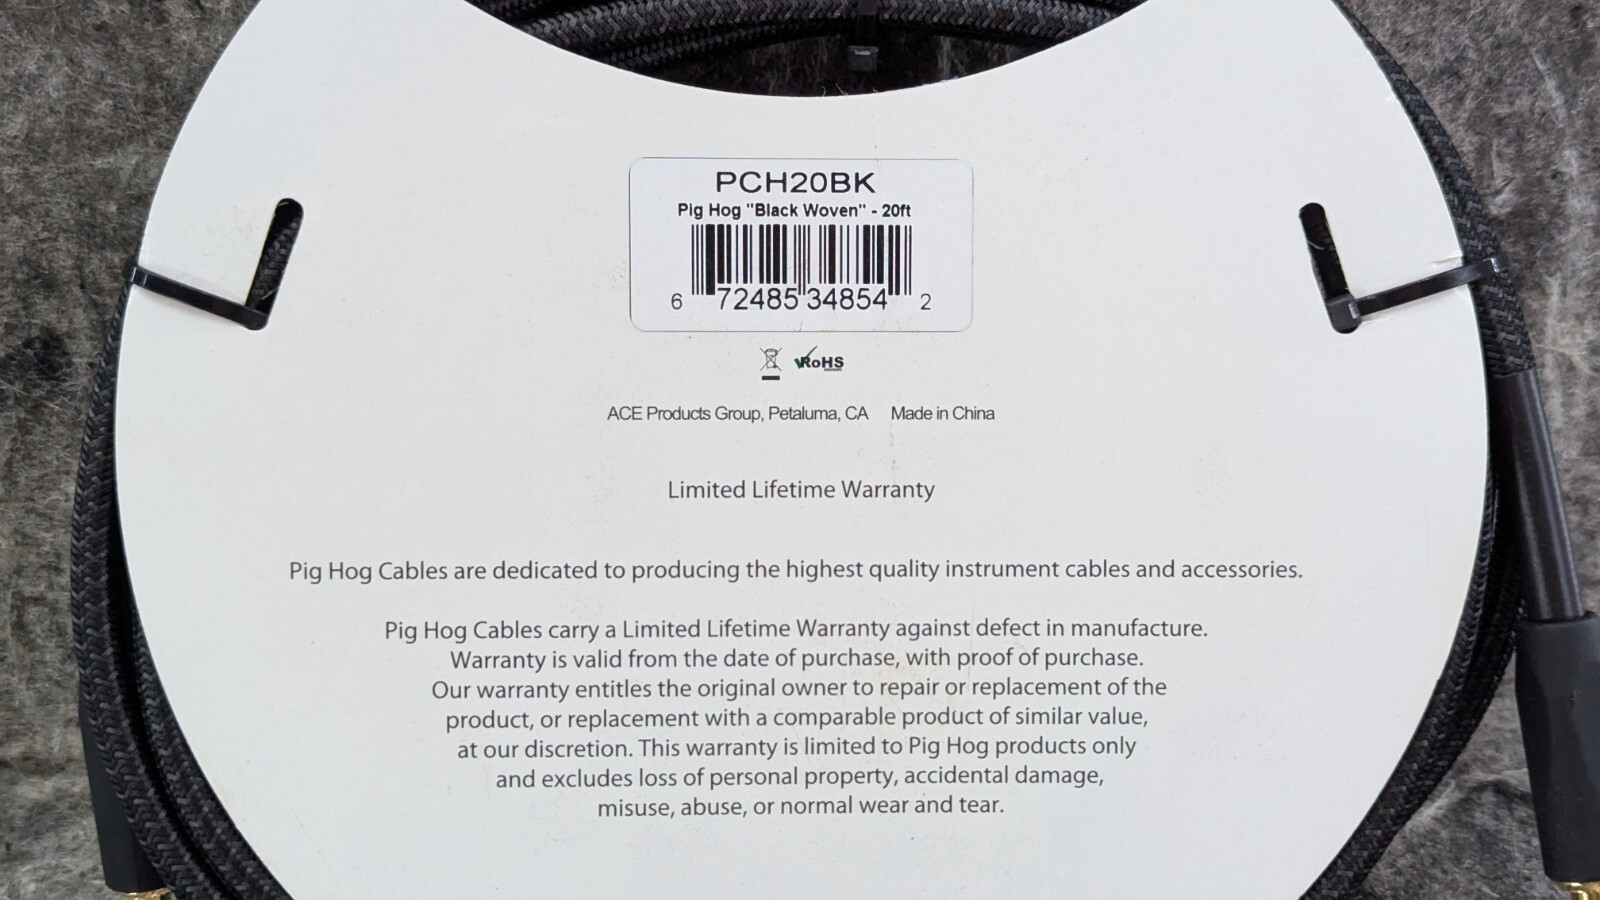 PCH20BK
Pig Hog "Black Woven" - 20ft
6 72485 34854 2
RoHS
ACE Products Group, Petaluma, CA Made in China
Limited Lifetime Warranty
Pig Hog Cables are dedicated to producing the highest quality instrument cables and accessories.
Pig Hog Cables carry a Limited Lifetime Warranty against defect in manufacture.
Warranty is valid from the date of purchase, with proof of purchase.
Our warranty entitles the original owner to repair or replacement of the
product, or replacement with a comparable product of similar value,
at our discretion. This warranty is limited to Pig Hog products only
and excludes loss of personal property, accidental damage,
misuse, abuse, or normal wear and tear.